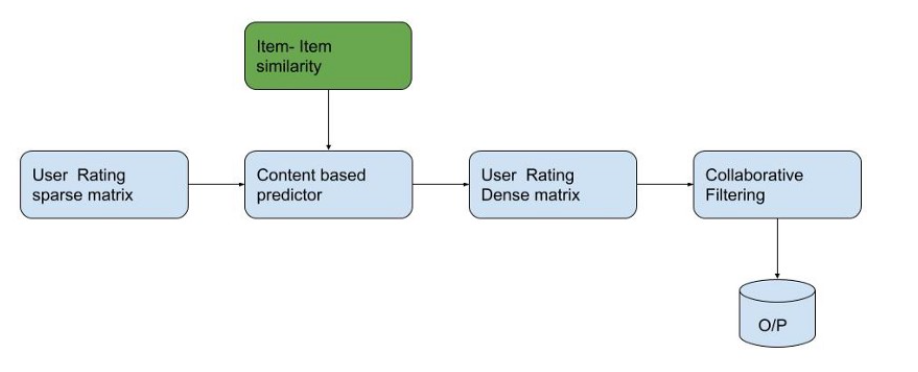 Item- Item
similarity
User  Rating
sparse matrix
Content based
predictor
User  Rating
Dense matrix
Collaborative
Filtering
O/P